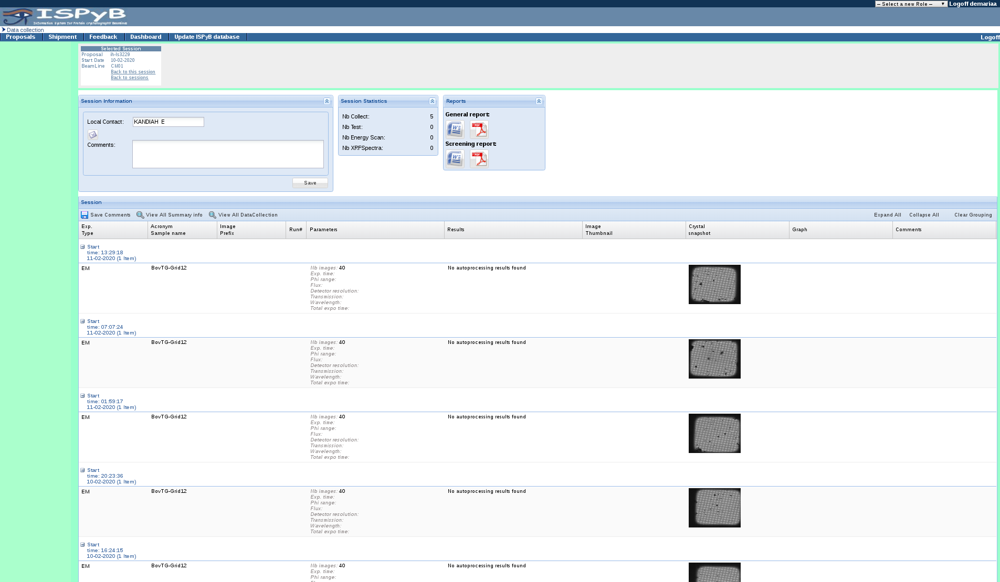 -- Select a new Role --
Logoff demariaa
ISPyB
Information System for Protein crystallographY Beamlines
Data collection
Proposals Shipment Feedback Dashboard Update ISPyB database Logoff
Selected Session
Proposal ih-ls3229
Start Date 10-02-2020
BeamLine CM01
Back to this session
Back to sessions
Session Information
Local Contact: KANDIAH E
Comments:
Save
Session Statistics
Nb Collect: 5
Nb Test: 0
Nb Energy Scan: 0
Nb XRFSpectra: 0
Reports
General report:
W PDF
Screening report:
W PDF
Session
Save Comments View All Summary info View All DataCollection Expand All Collapse All Clear Grouping
Exp. Type Acronym Sample name Image Prefix Run# Parameters Results Image Thumbnail Crystal snapshot Graph Comments
Start
time: 13:29:18
11-02-2020 (1 Item)
EM BovTG-Grid12 Nb images: 40 No autoprocessing results found
Exp. time:
Phi range:
Flux:
Detector resolution:
Transmission:
Wavelength:
Total expo time:
Start
time: 07:07:24
11-02-2020 (1 Item)
EM BovTG-Grid12 Nb images: 40 No autoprocessing results found
Exp. time:
Phi range:
Flux:
Detector resolution:
Transmission:
Wavelength:
Total expo time:
Start
time: 01:59:17
11-02-2020 (1 Item)
EM BovTG-Grid12 Nb images: 40 No autoprocessing results found
Exp. time:
Phi range:
Flux:
Detector resolution:
Transmission:
Wavelength:
Total expo time:
Start
time: 20:23:36
10-02-2020 (1 Item)
EM BovTG-Grid12 Nb images: 40 No autoprocessing results found
Exp. time:
Phi range:
Flux:
Detector resolution:
Transmission:
Wavelength:
Total expo time:
Start
time: 16:24:15
10-02-2020 (1 Item)
EM BovTG-Grid12 Nb images: 40 No autoprocessing results found
Exp. time:
Phi range: